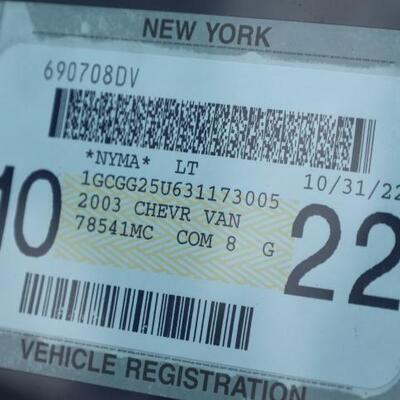 NEW YORK
690708DV
*NYMA* LT
1GCGG25U631173005 10/31/22
2003 CHEVR VAN
78541MC COM 8 G
10 22
VEHICLE REGISTRATION